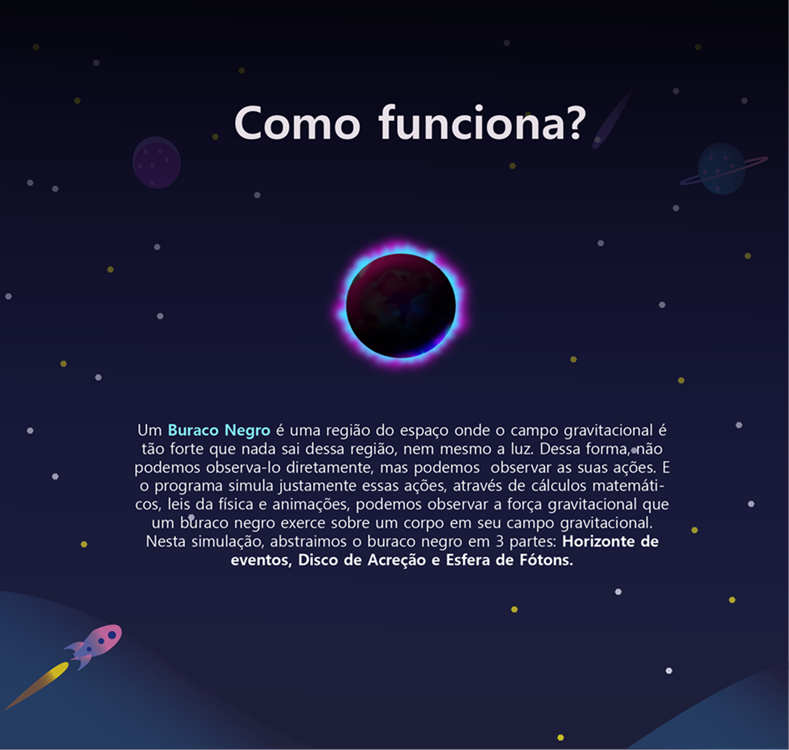 Como funciona?
Um Buraco Negro é uma região do espaço onde o campo gravitacional é
tão forte que nada sai dessa região, nem mesmo a luz. Dessa forma, não
podemos observa-lo diretamente, mas podemos  observar as suas ações. E
o programa simula justamente essas ações, através de cálculos matemáti-
cos, leis da física e animações, podemos observar a força gravitacional que
um buraco negro exerce sobre um corpo em seu campo gravitacional.
Nesta simulação, abstraimos o buraco negro em 3 partes: Horizonte de
eventos, Disco de Acreção e Esfera de Fótons.